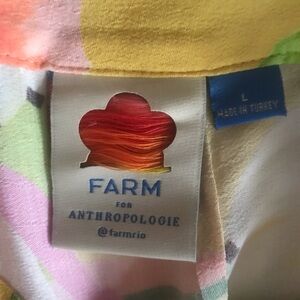 FARM
FOR
ANTHROPOLOGIE
@farmrio
L
MADE IN TURKEY